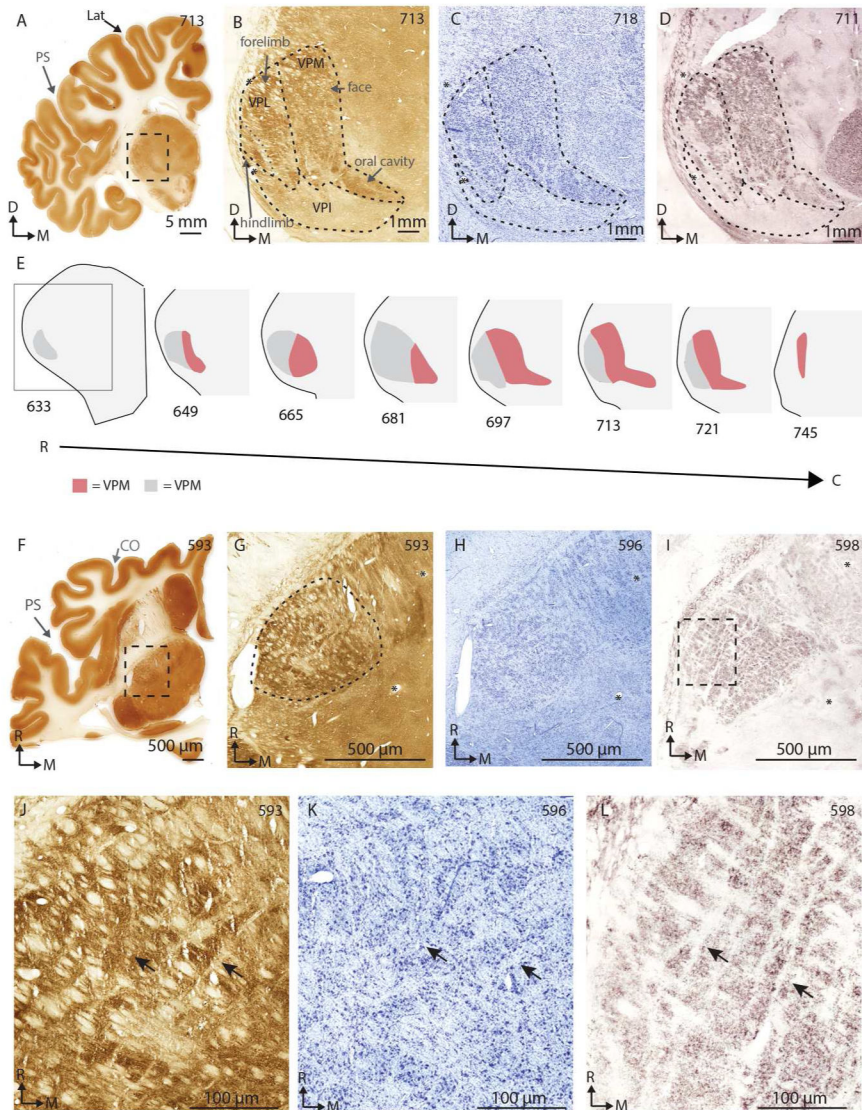 A
Lat
713
PS
D
M
5 mm
B
713
forelimb
VPM
*
VPL
face
oral cavity
*
VPI
hindlimb
D
M
1mm
C
718
*
*
D
M
1mm
D
711
*
*
D
M
1mm
E
633
649
665
681
697
713
721
745
R
C
= VPM
= VPM
F
CO
593
PS
R
M
500 µm
G
593
*
*
R
M
500 µm
H
596
*
*
R
M
500 µm
I
598
*
*
R
M
500 µm
J
593
R
M
100 µm
K
596
R
M
100 µm
L
598
R
M
100 µm